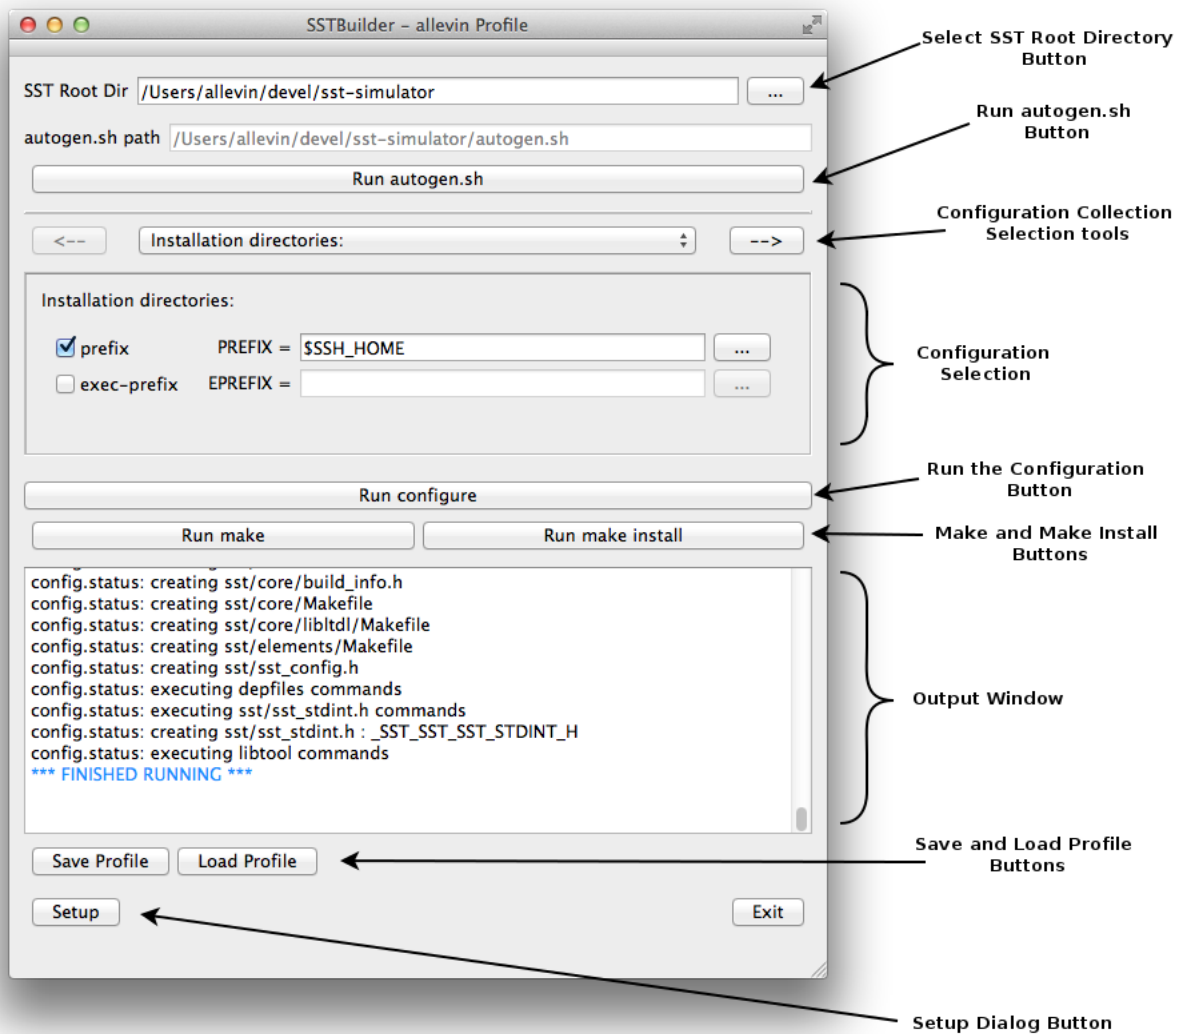 SSTBuilder – allevin Profile
Select SST Root Directory
Button
SST Root Dir /Users/allevin/devel/sst-simulator ...
Run autogen.sh
Button
autogen.sh path /Users/allevin/devel/sst-simulator/autogen.sh
Run autogen.sh
Configuration Collection
Selection tools
<-- Installation directories: -->
Installation directories:
prefix PREFIX = $SSH_HOME ...
exec-prefix EPREFIX = ...
Configuration
Selection
Run the Configuration
Button
Run configure
Run make Run make install
Make and Make Install
Buttons
config.status: creating sst/core/build_info.h
config.status: creating sst/core/Makefile
config.status: creating sst/core/libltdl/Makefile
config.status: creating sst/elements/Makefile
config.status: creating sst/sst_config.h
config.status: executing depfiles commands
config.status: executing sst/sst_stdint.h commands
config.status: creating sst/sst_stdint.h : _SST_SST_SST_STDINT_H
config.status: executing libtool commands
*** FINISHED RUNNING ***
Output Window
Save Profile Load Profile
Save and Load Profile
Buttons
Setup Exit
Setup Dialog Button